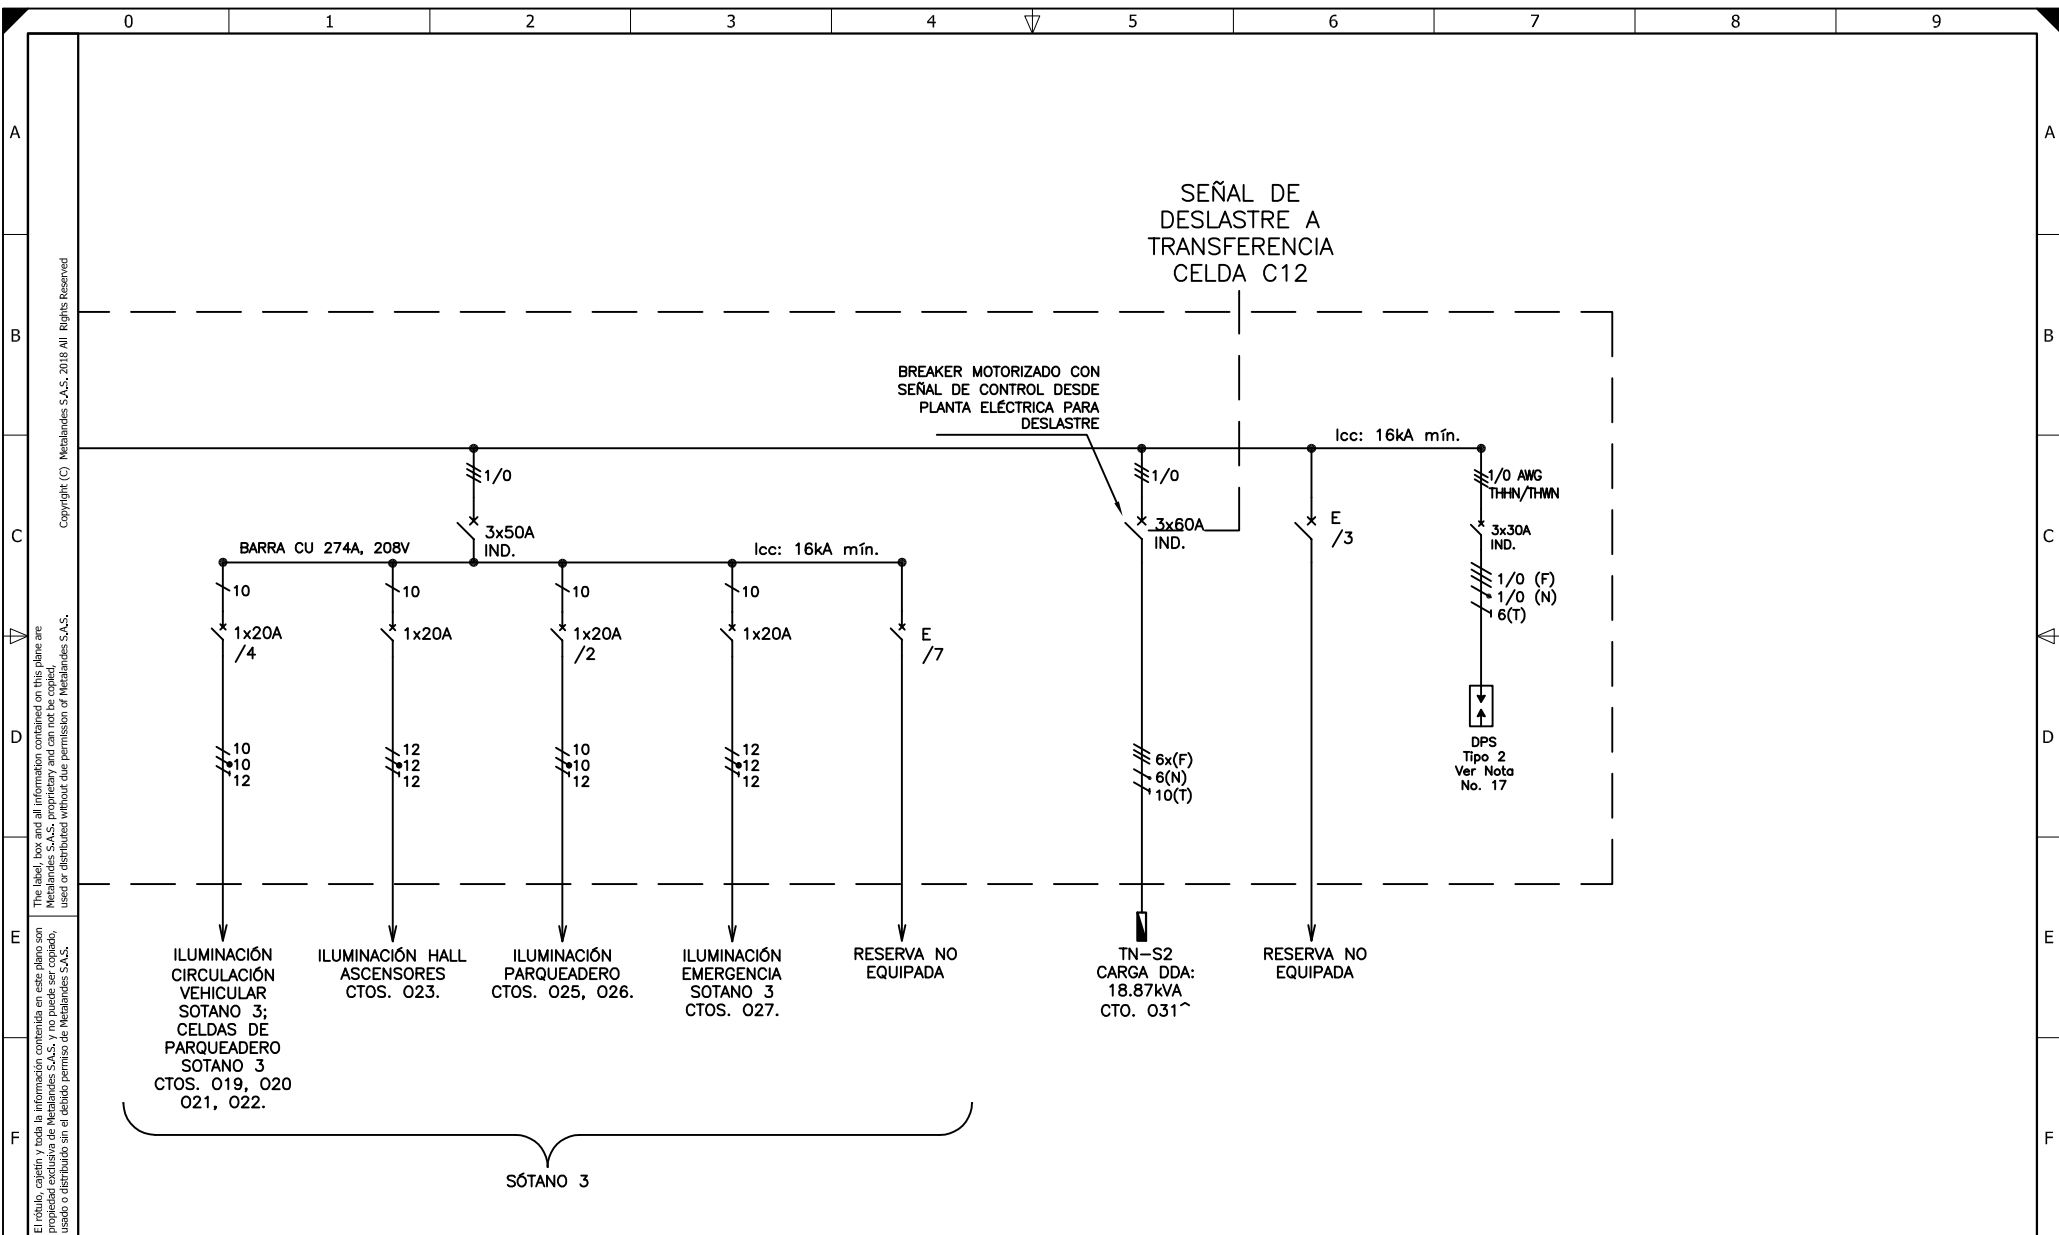 0 1 2 3 4 5 6 7 8 9
A A
B B
C C
D D
E E
F F
Copyright (C) Metalandes S.A.S. 2018 All Rights Reserved
The label, box and all information contained on this plane are
Metalandes S.A.S. proprietary and can not be copied,
used or distributed without due permission of Metalandes S.A.S.
El rótulo, cajetín y toda la información contenida en este plano son
propiedad exclusiva de Metalandes S.A.S. y no puede ser copiado,
usado o distribuido sin el debido permiso de Metalandes S.A.S.
SEÑAL DE
DESLASTRE A
TRANSFERENCIA
CELDA C12
BREAKER MOTORIZADO CON
SEÑAL DE CONTROL DESDE
PLANTA ELÉCTRICA PARA
DESLASTRE
Icc: 16kA mín.
1/0
3x50A
IND.
1/0
3x60A
IND.
E
/3
1/0 AWG
THHN/THWN
3x30A
IND.
1/0 (F)
1/0 (N)
6(T)
BARRA CU 274A, 208V
Icc: 16kA mín.
10
1x20A
/4
10
1x20A
10
1x20A
/2
10
1x20A
E
/7
10
10
12
12
12
12
10
10
12
12
12
12
6x(F)
6(N)
10(T)
DPS
Tipo 2
Ver Nota
No. 17
ILUMINACIÓN
CIRCULACIÓN
VEHICULAR
SOTANO 3;
CELDAS DE
PARQUEADERO
SOTANO 3
CTOS. O19, O20
O21, O22.
ILUMINACIÓN HALL
ASCENSORES
CTOS. O23.
ILUMINACIÓN
PARQUEADERO
CTOS. O25, O26.
ILUMINACIÓN
EMERGENCIA
SOTANO 3
CTOS. O27.
RESERVA NO
EQUIPADA
TN-S2
CARGA DDA:
18.87kVA
CTO. O31^
RESERVA NO
EQUIPADA
SÓTANO 3